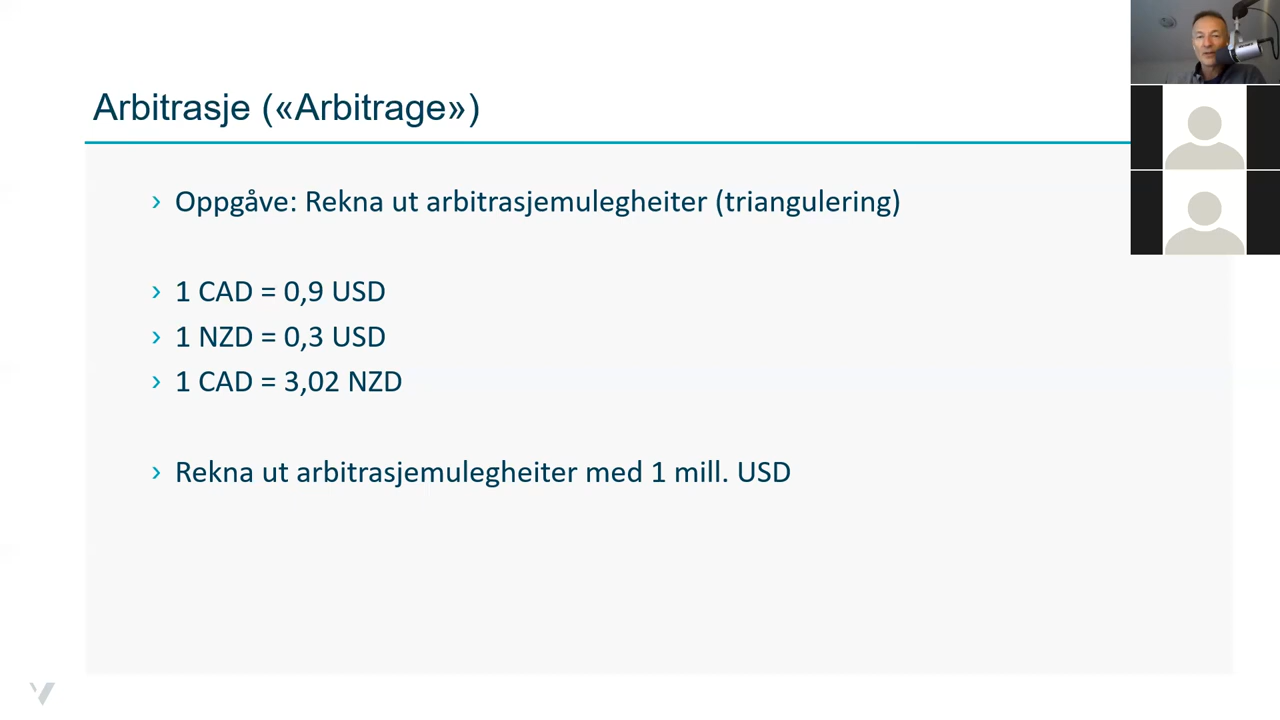 Arbitrasje («Arbitrage»)
› Oppgåve: Rekna ut arbitrasjemulegheiter (triangulering)
› 1 CAD = 0,9 USD
› 1 NZD = 0,3 USD
› 1 CAD = 3,02 NZD
› Rekna ut arbitrasjemulegheiter med 1 mill. USD